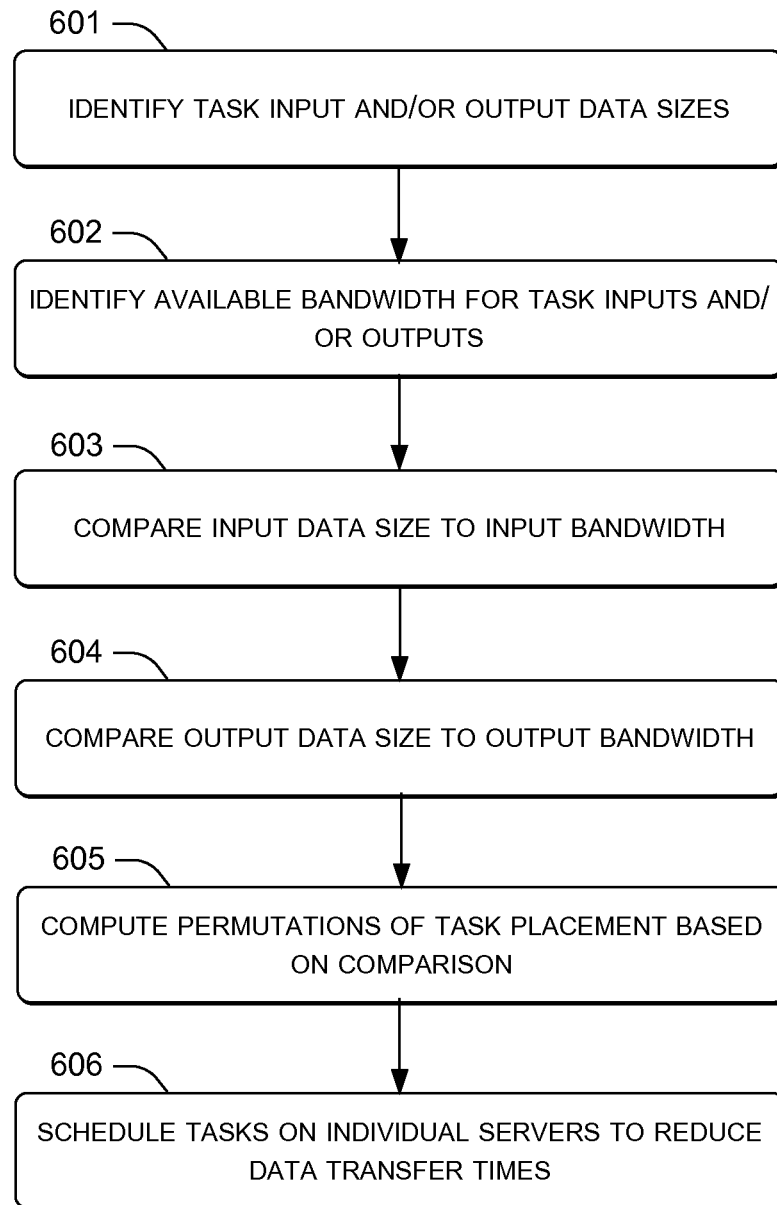 601
IDENTIFY TASK INPUT AND/OR OUTPUT DATA SIZES
602
IDENTIFY AVAILABLE BANDWIDTH FOR TASK INPUTS AND/
OR OUTPUTS
603
COMPARE INPUT DATA SIZE TO INPUT BANDWIDTH
604
COMPARE OUTPUT DATA SIZE TO OUTPUT BANDWIDTH
605
COMPUTE PERMUTATIONS OF TASK PLACEMENT BASED
ON COMPARISON
606
SCHEDULE TASKS ON INDIVIDUAL SERVERS TO REDUCE
DATA TRANSFER TIMES